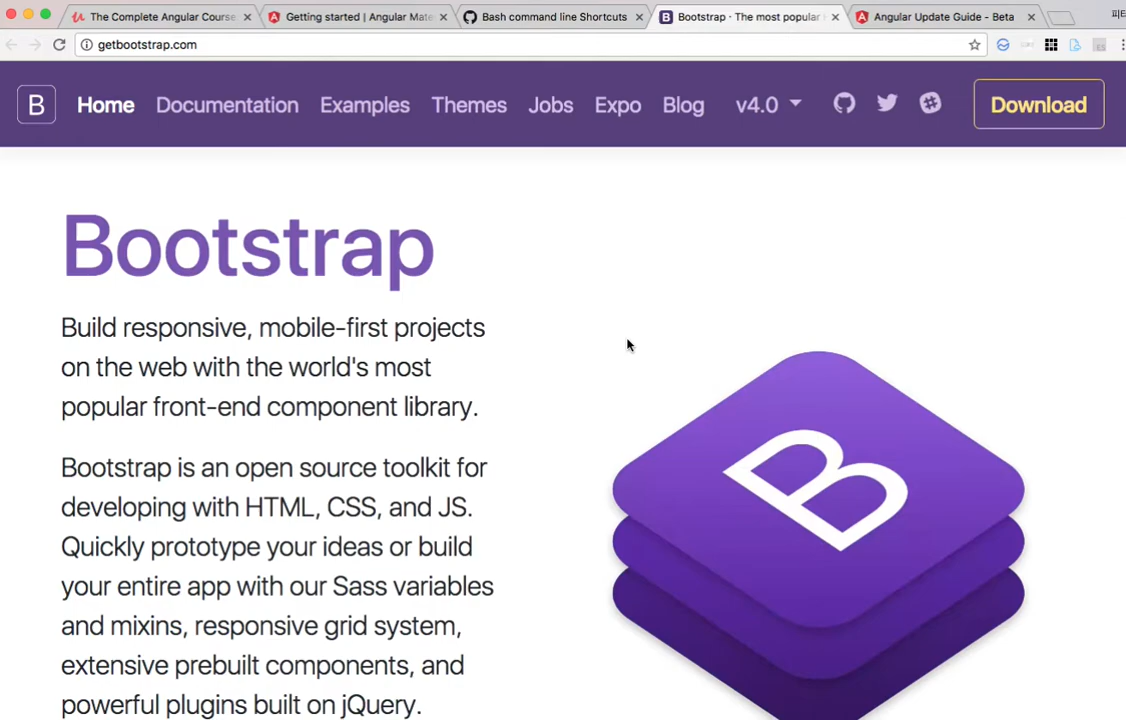 The Complete Angular Course
Getting started | Angular Mate
Bash command line Shortcuts
Bootstrap · The most popular
Angular Update Guide - Beta
피터
getbootstrap.com
B
Home
Documentation
Examples
Themes
Jobs
Expo
Blog
v4.0
Download
Bootstrap
Build responsive, mobile-first projects
on the web with the world's most
popular front-end component library.
Bootstrap is an open source toolkit for
developing with HTML, CSS, and JS.
Quickly prototype your ideas or build
your entire app with our Sass variables
and mixins, responsive grid system,
extensive prebuilt components, and
powerful plugins built on jQuery.
B